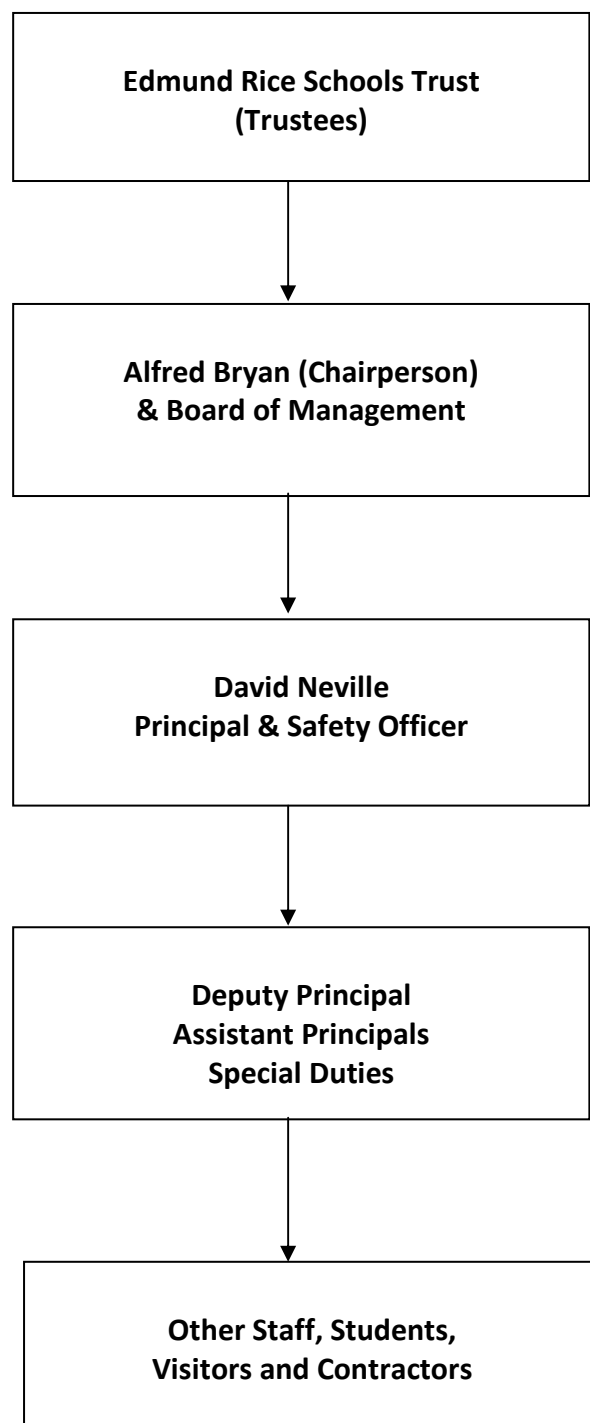 Edmund Rice Schools Trust
(Trustees)
Alfred Bryan (Chairperson)
& Board of Management
David Neville
Principal & Safety Officer
Deputy Principal
Assistant Principals
Special Duties
Other Staff, Students,
Visitors and Contractors